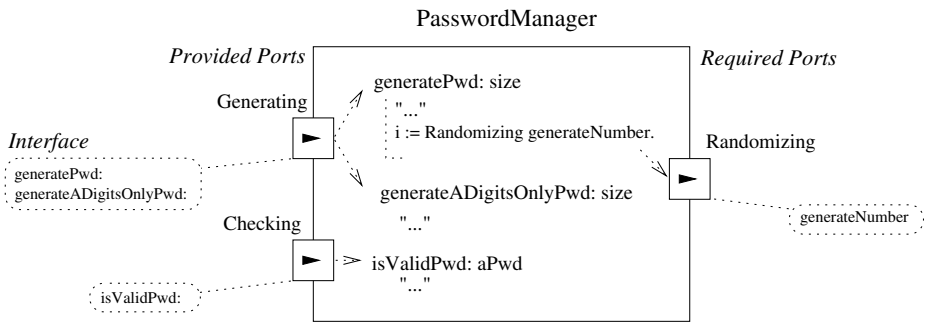 PasswordManager
Provided Ports
Required Ports
generatePwd: size
"..."
i := Randomizing generateNumber.
Generating
Interface
generatePwd:
generateADigitsOnlyPwd:
Randomizing
generateADigitsOnlyPwd: size
"..."
generateNumber
Checking
isValidPwd: aPwd
"..."
isValidPwd: